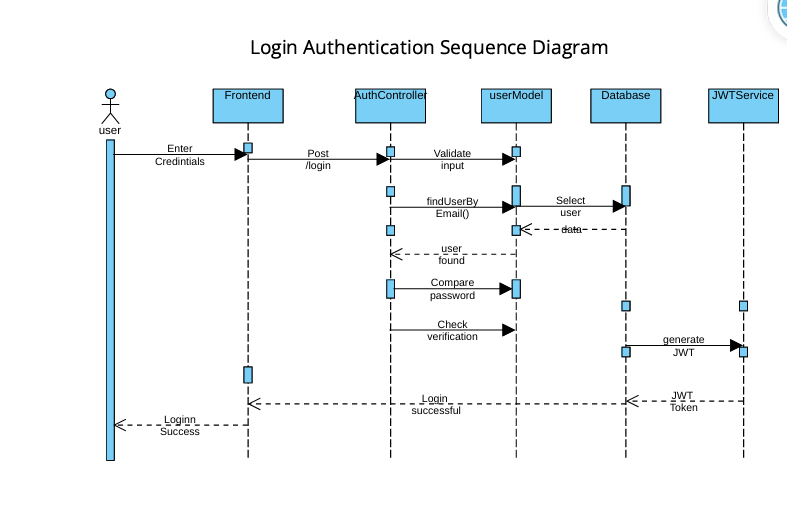 Login Authentication Sequence Diagram
Frontend
AuthController
userModel
Database
JWTService
user
Enter
Credintials
Post
/login
Validate
input
findUserBy
Email()
Select
user
data
user
found
Compare
password
Check
verification
generate
JWT
JWT
Token
Login
successful
Loginn
Success